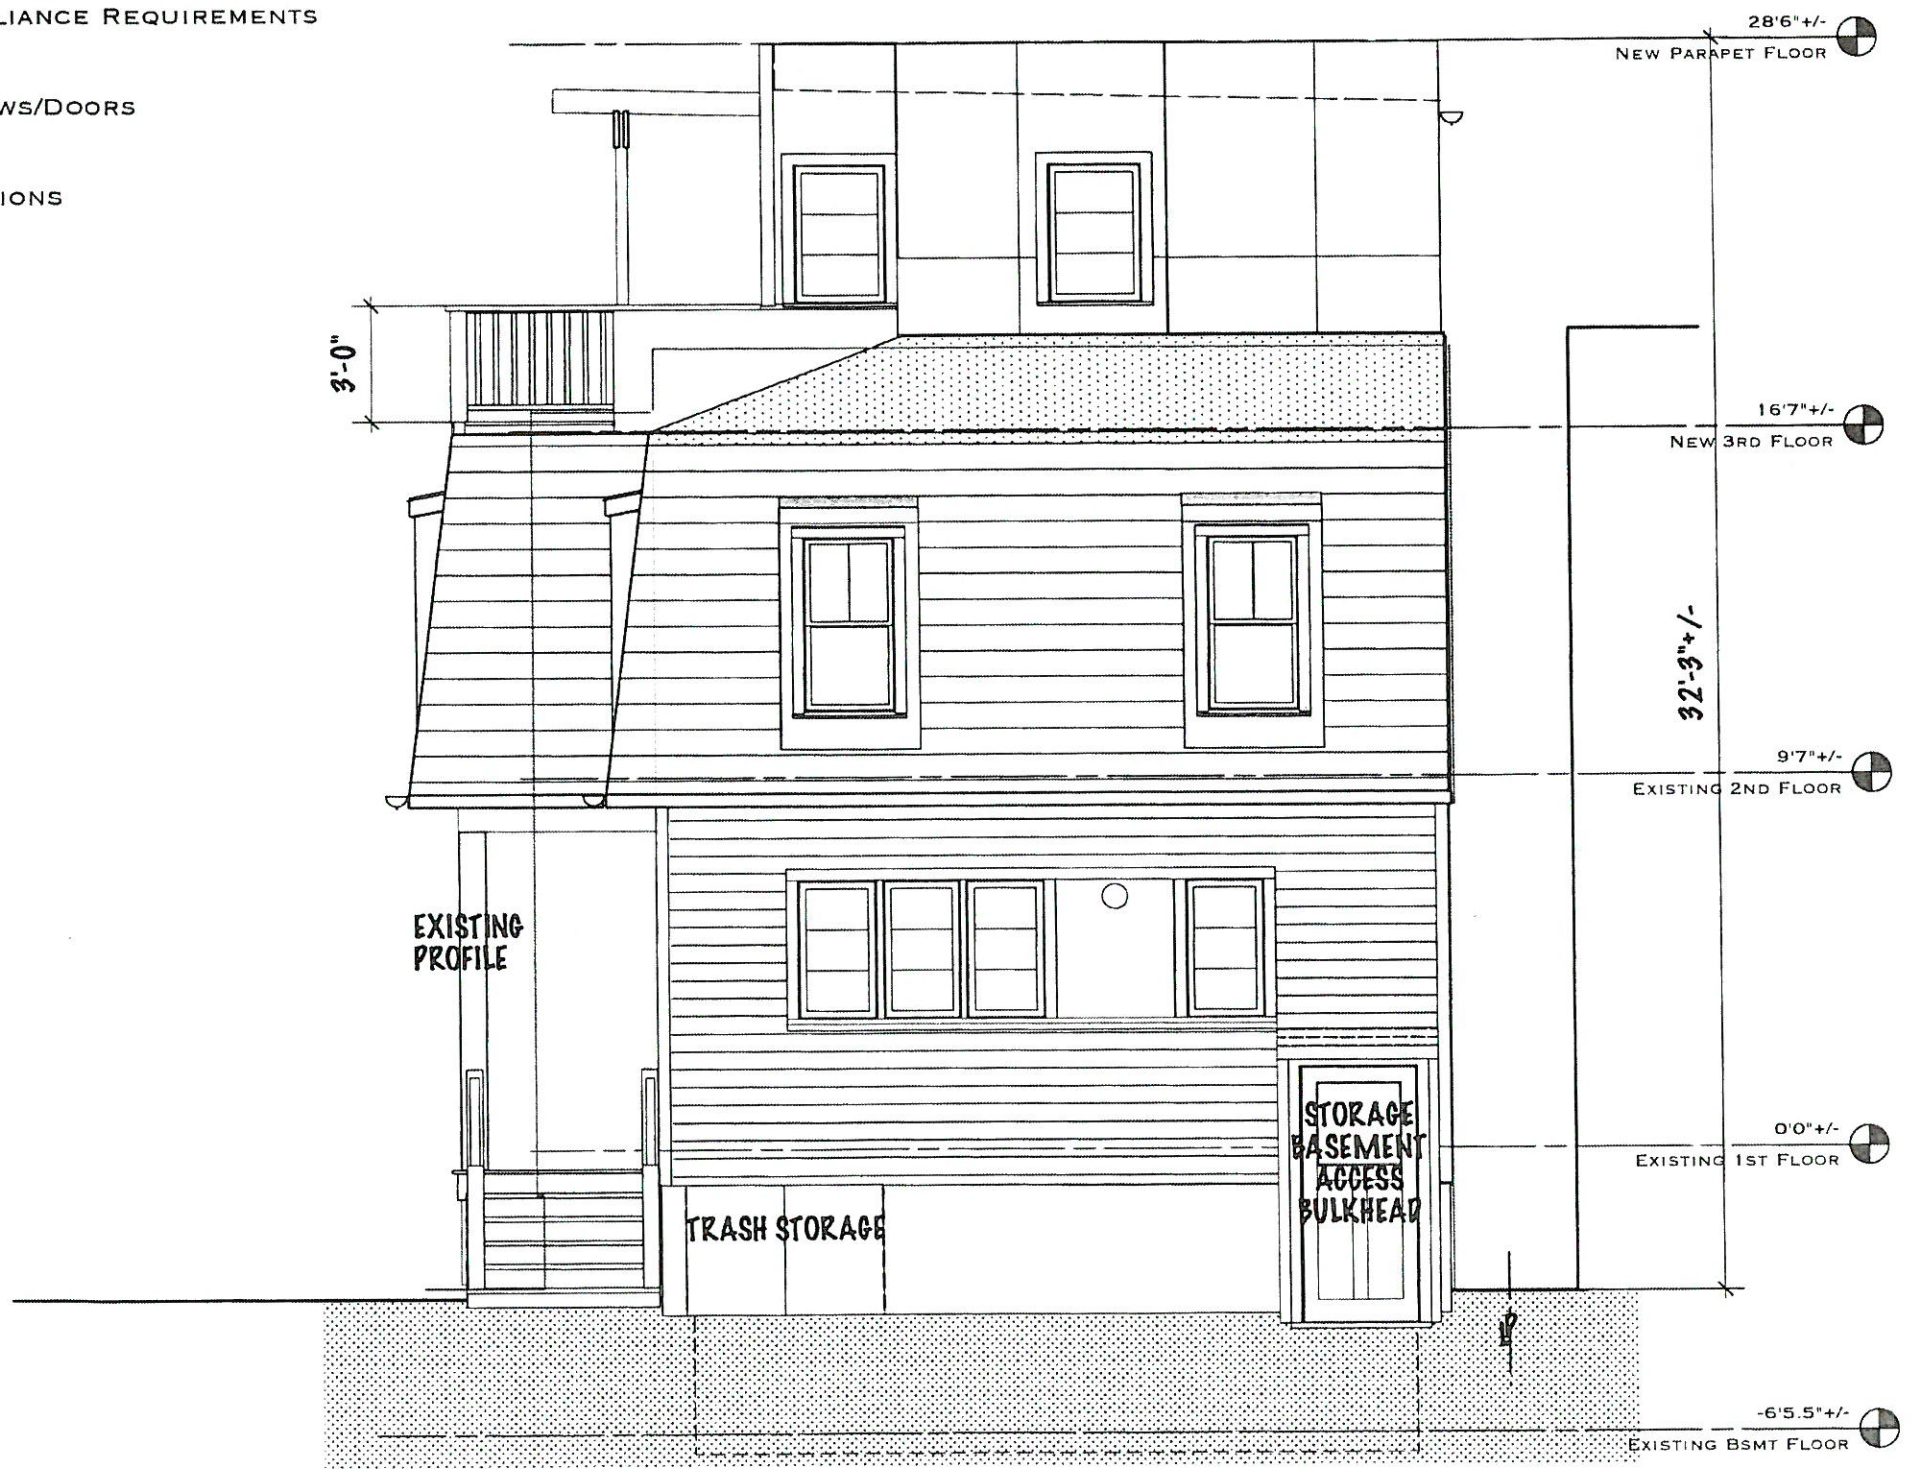 LIANCE REQUIREMENTS
WS/DOORS
IONS
28'6"+/-
NEW PARAPET FLOOR
3'-0"
16'7"+/-
NEW 3RD FLOOR
32'-3"+/-
9'7"+/-
EXISTING 2ND FLOOR
EXISTING
PROFILE
STORAGE
BASEMENT
ACCESS
BULKHEAD
0'0"+/-
EXISTING 1ST FLOOR
TRASH STORAGE
-6'5.5"+/-
EXISTING BSMT FLOOR